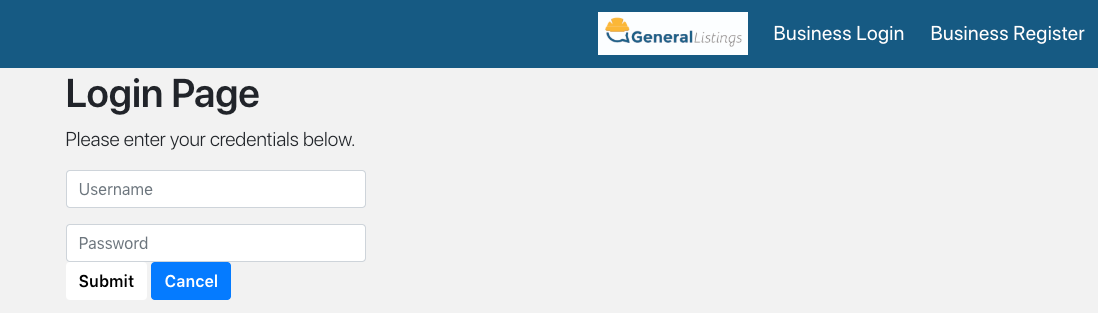 GeneralListings Business Login Business Register
Login Page
Please enter your credentials below.
Username
Password
Submit Cancel